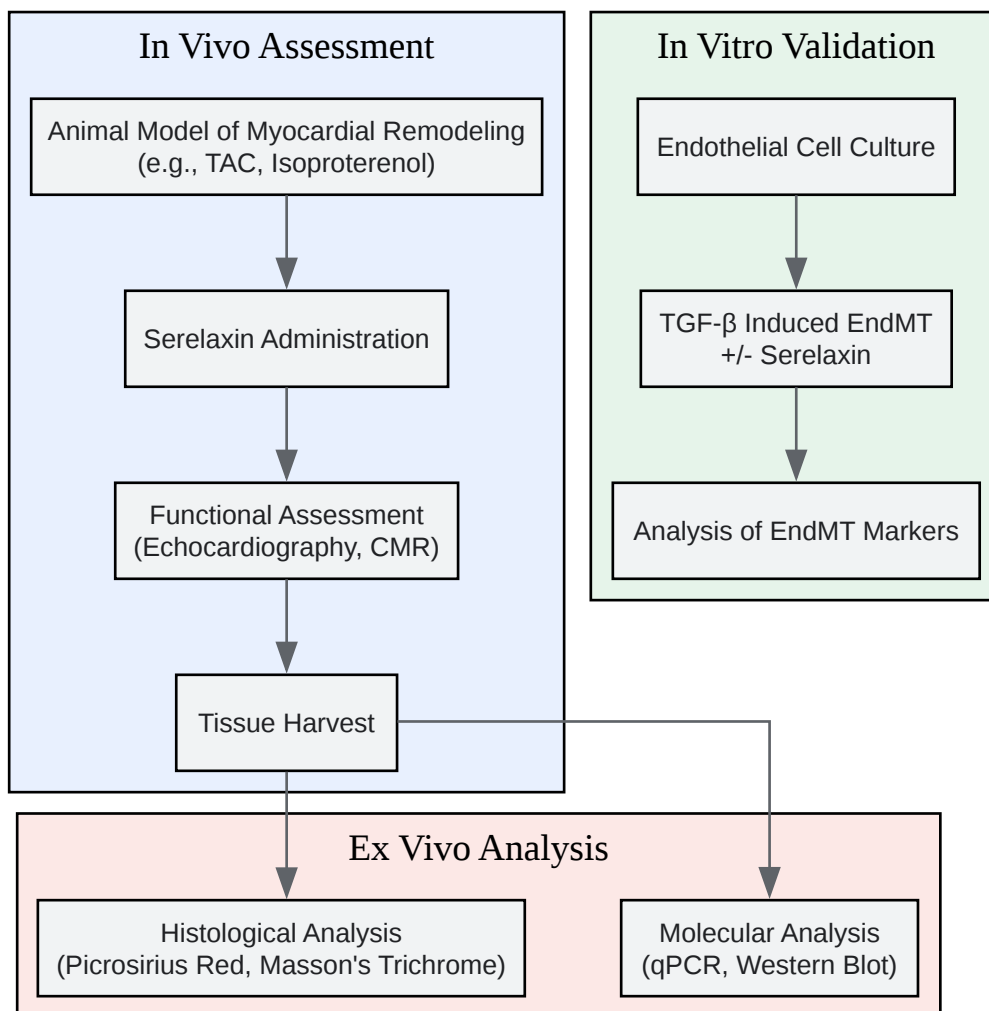 In Vivo Assessment
Animal Model of Myocardial Remodeling
(e.g., TAC, Isoproterenol)
Serelaxin Administration
Functional Assessment
(Echocardiography, CMR)
Tissue Harvest
In Vitro Validation
Endothelial Cell Culture
TGF-β Induced EndMT
+/- Serelaxin
Analysis of EndMT Markers
Ex Vivo Analysis
Histological Analysis
(Picrosirius Red, Masson's Trichrome)
Molecular Analysis
(qPCR, Western Blot)